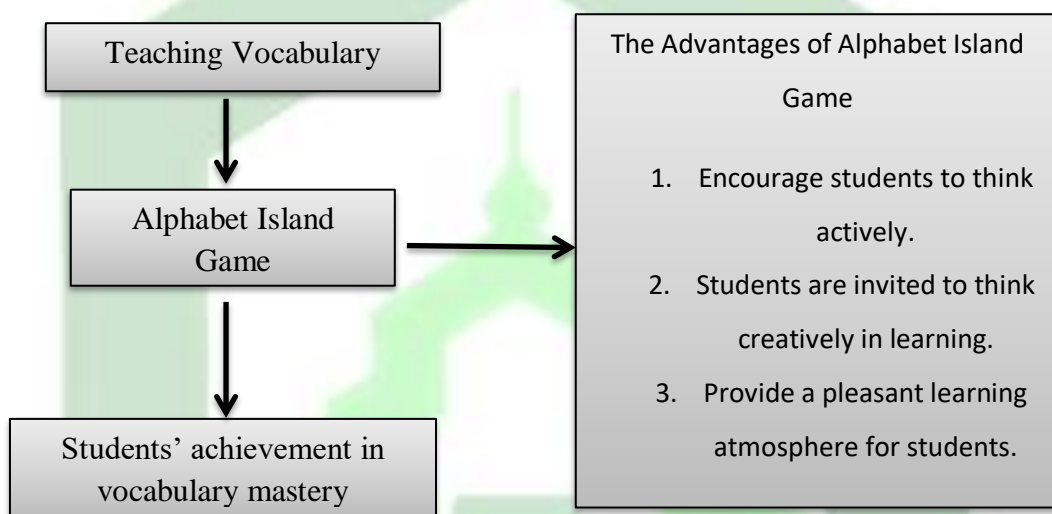 Teaching Vocabulary
Alphabet Island
Game
Students’ achievement in
vocabulary mastery
The Advantages of Alphabet Island
Game
1. Encourage students to think
actively.
2. Students are invited to think
creatively in learning.
3. Provide a pleasant learning
atmosphere for students.